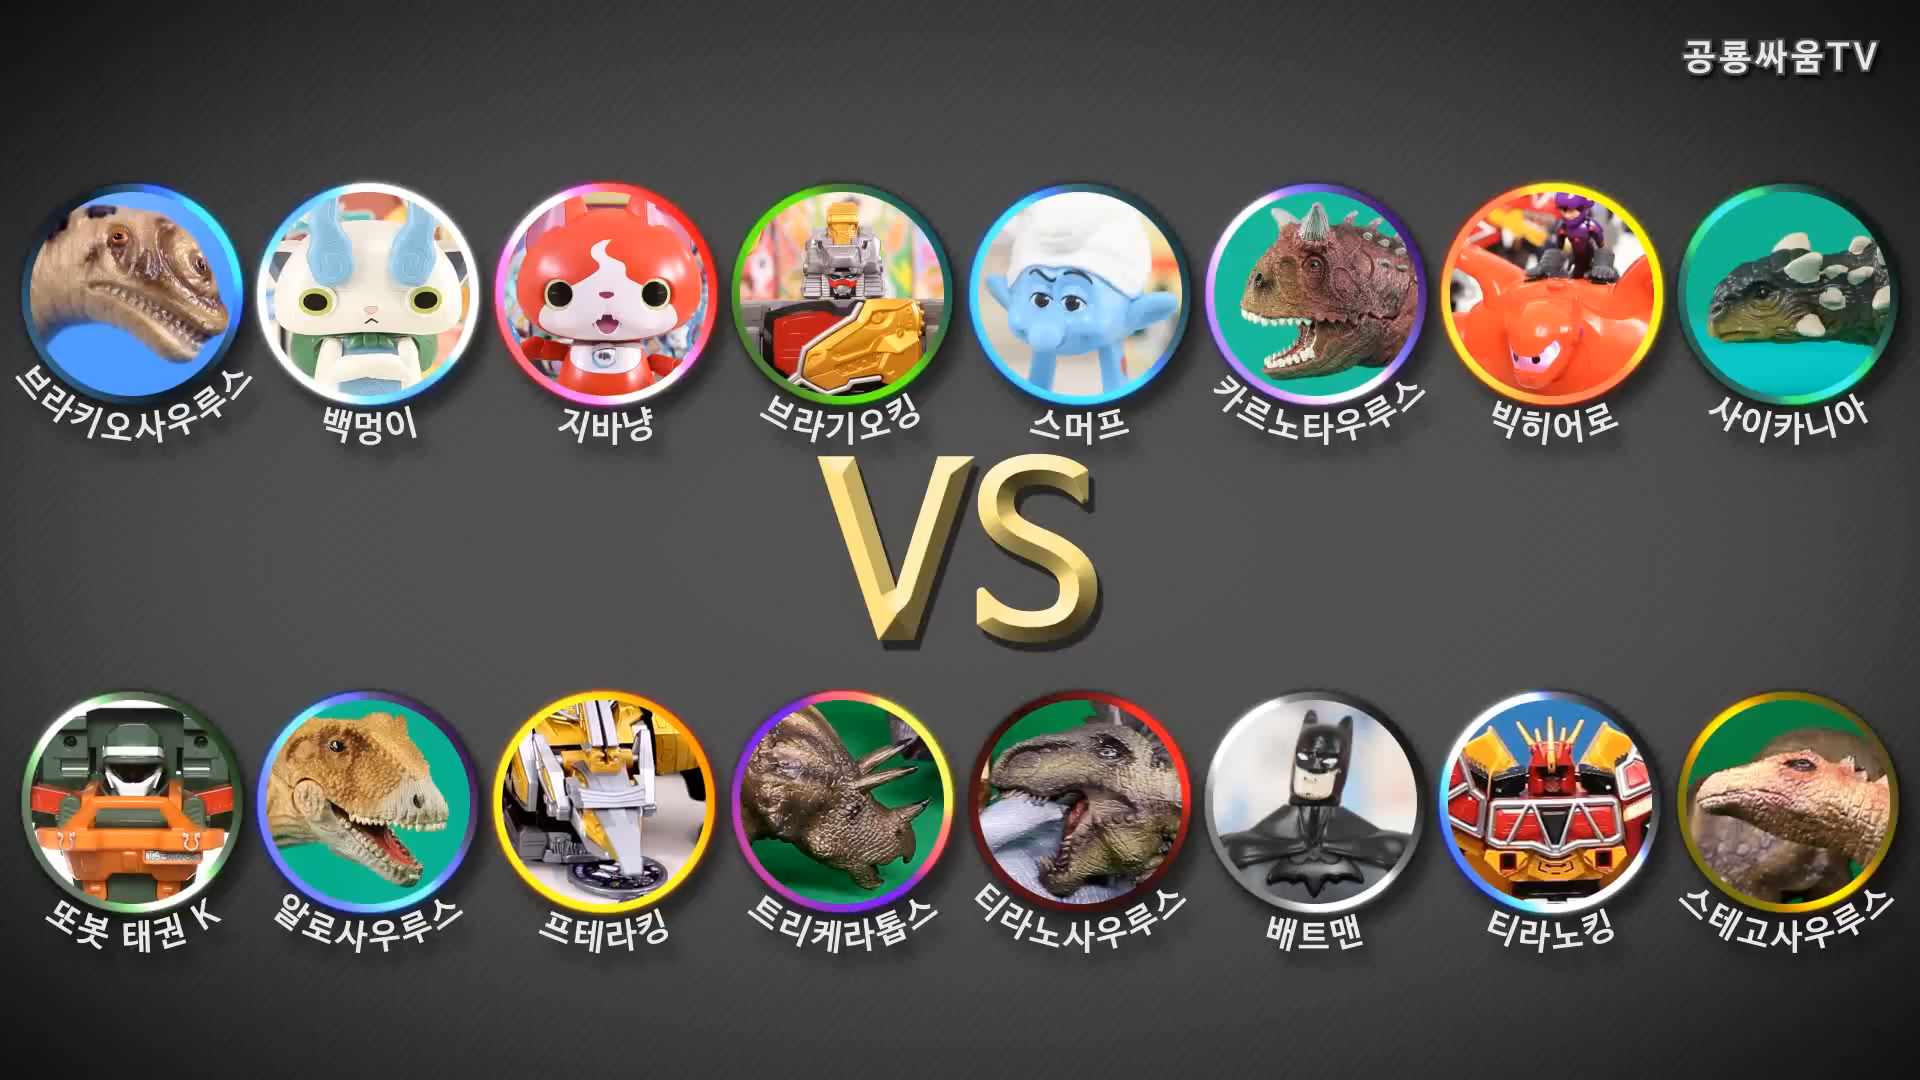 공룡싸움TV
브라키오사우루스
백멍이
지바냥
브라기오킹
스머프
카르노타우루스
빅히어로
사이카니아
VS
또봇 태권 K
알로사우루스
프테라킹
트리케라톱스
티라노사우루스
배트맨
티라노킹
스테고사우루스